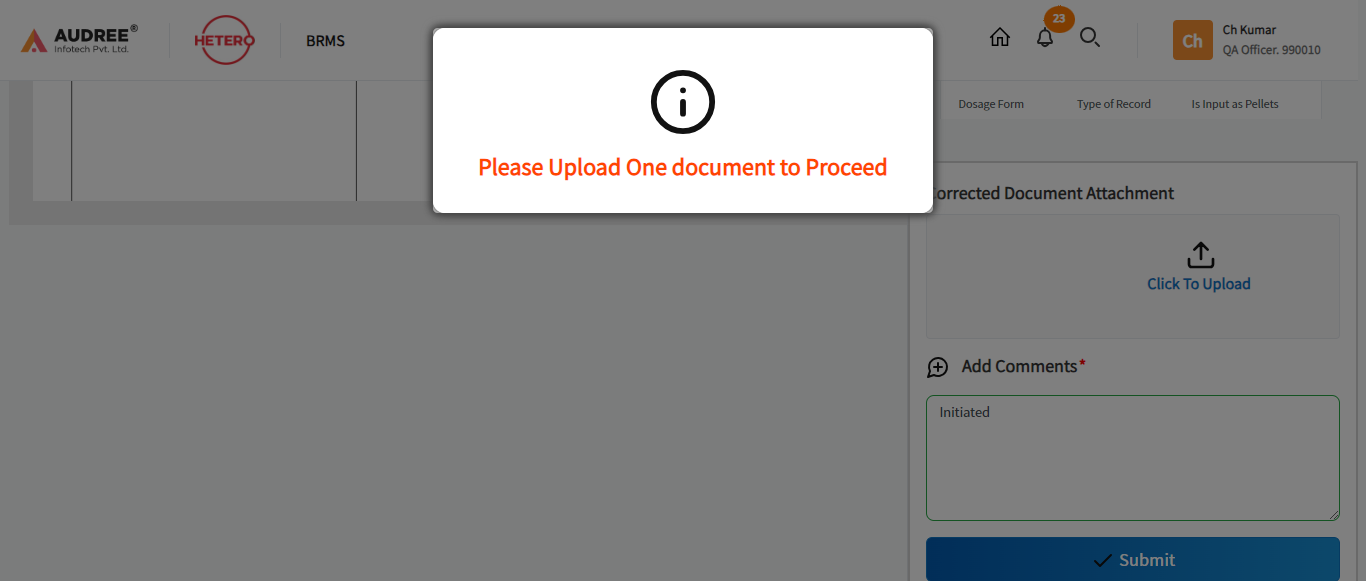 AUDREE®
Infotech Pvt. Ltd.
HETERO
BRMS
23
Ch
Ch Kumar
QA Officer. 990010
Please Upload One document to Proceed
Dosage Form
Type of Record
Is Input as Pellets
orrected Document Attachment
Click To Upload
Add Comments*
Initiated
Submit